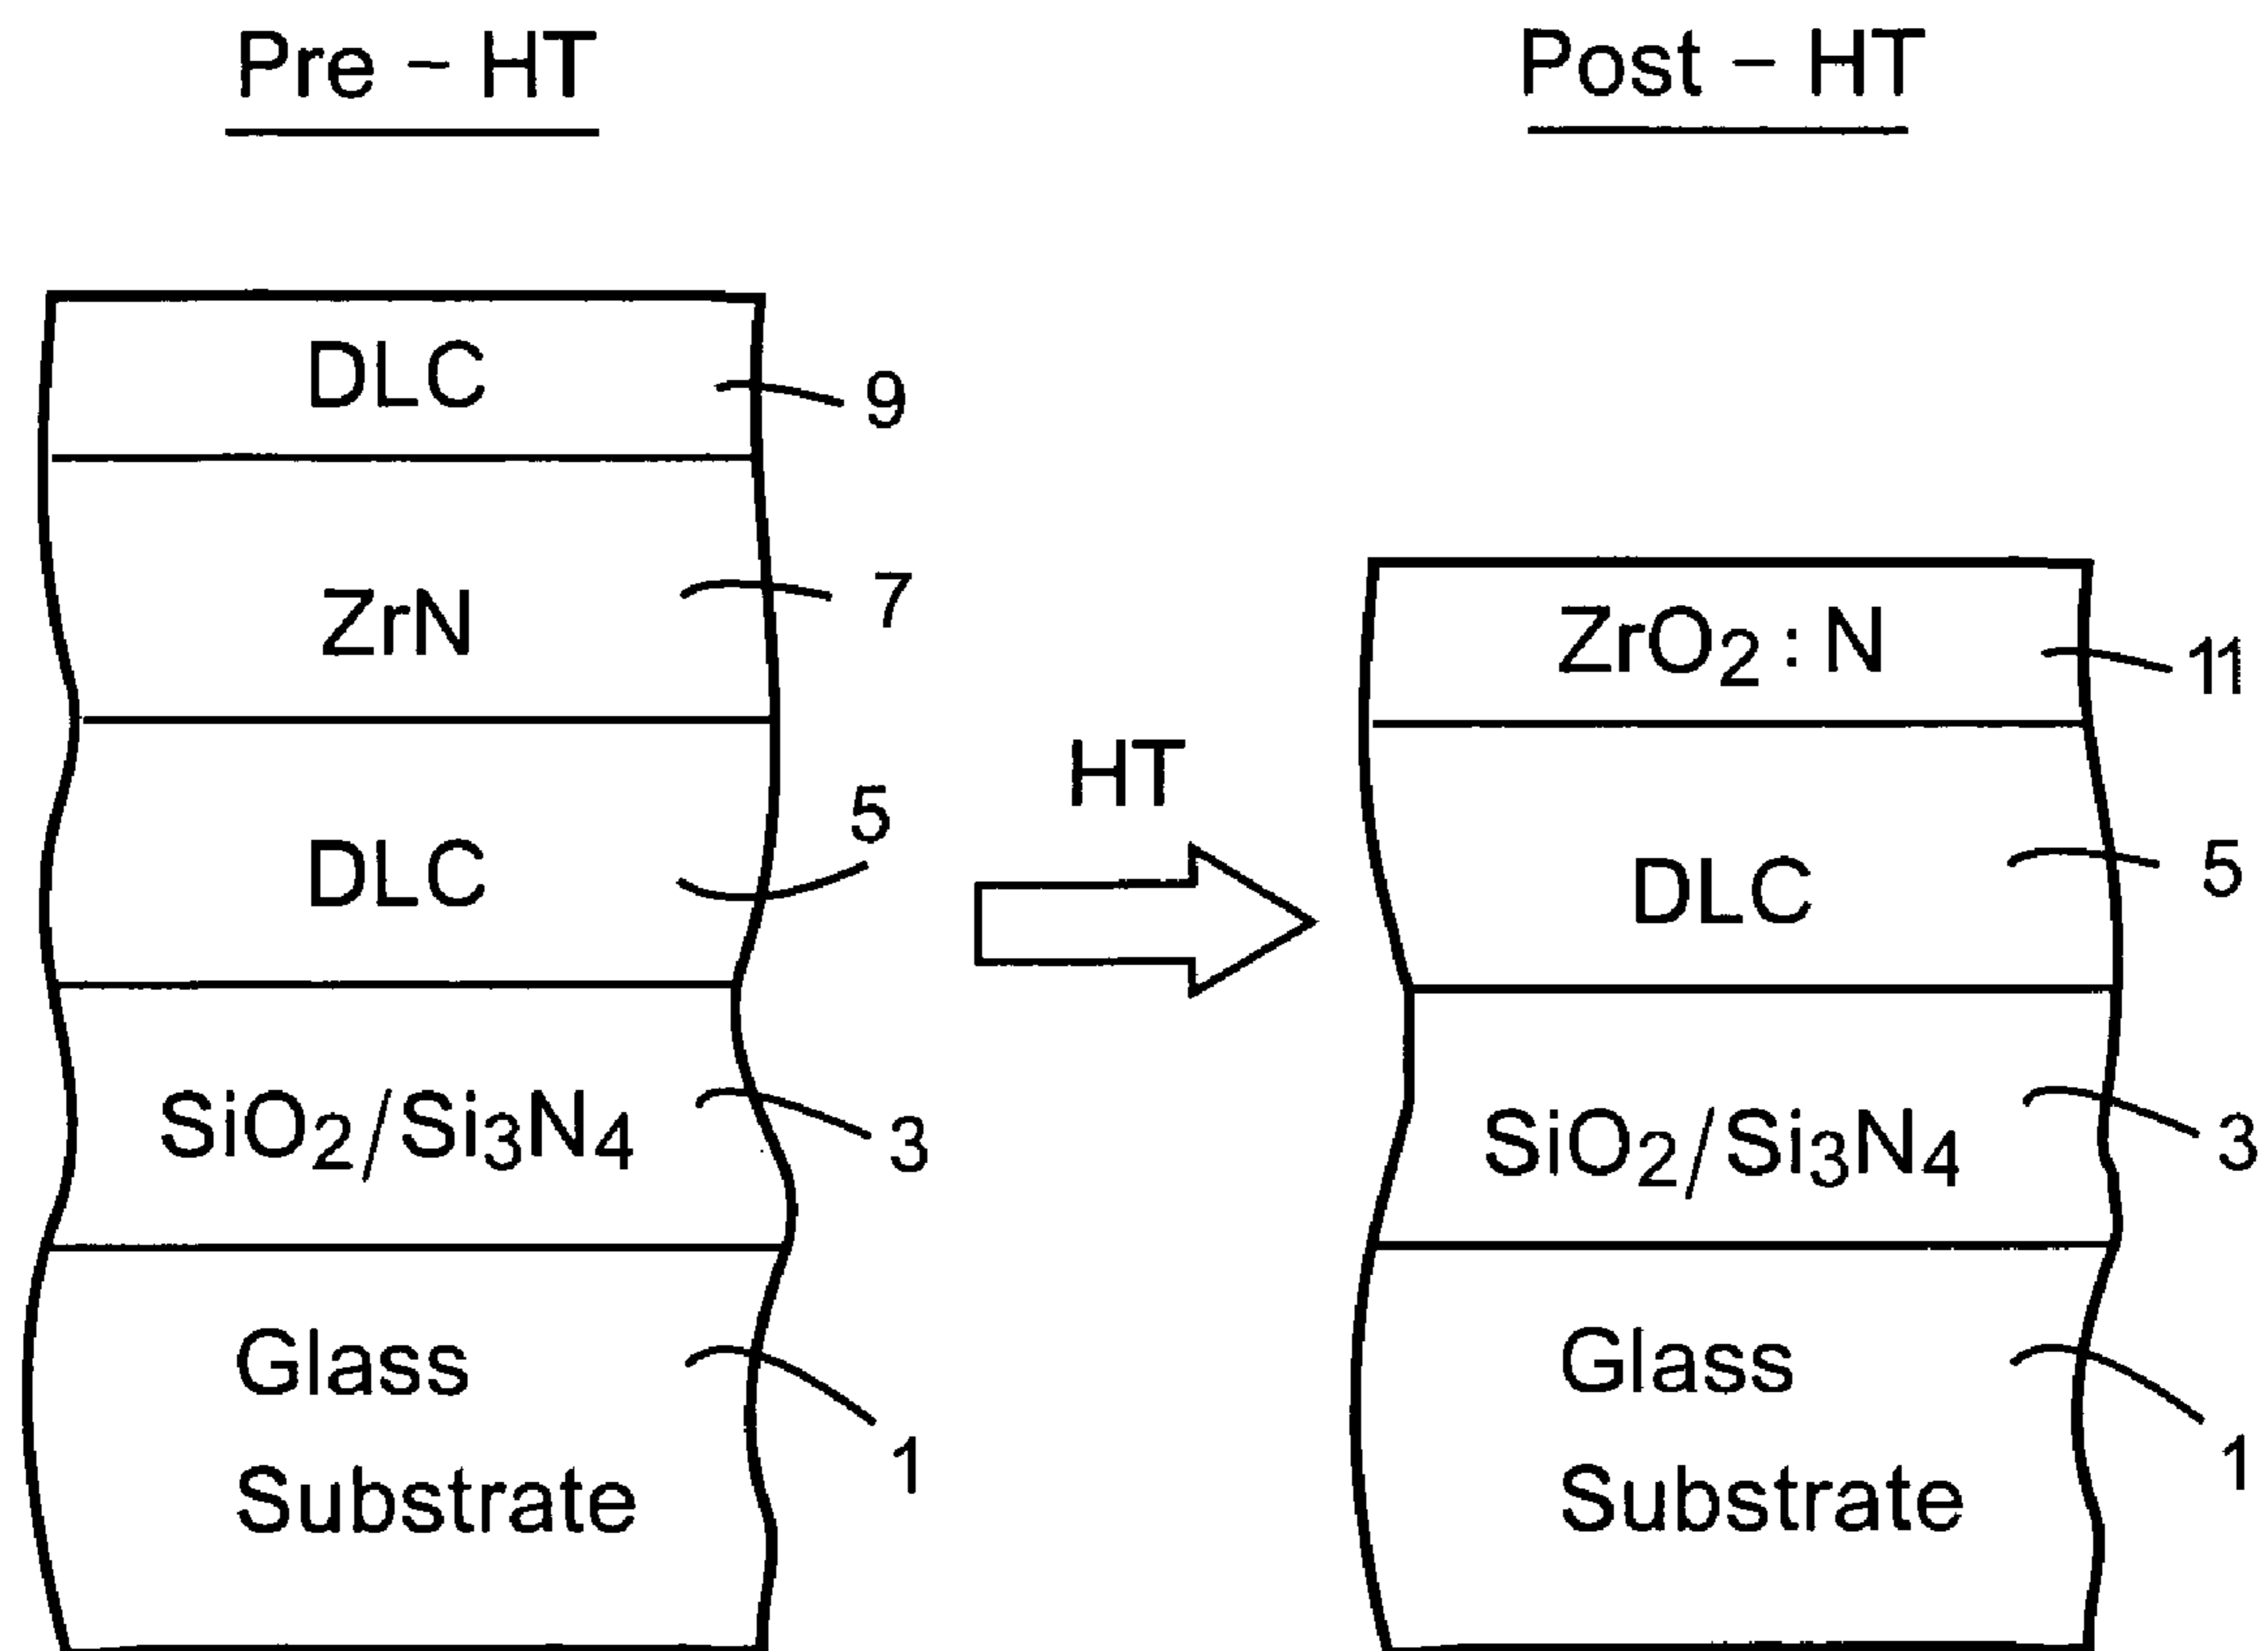 Pre – HT
DLC
9
ZrN
7
DLC
5
SiO₂/Si₃N₄
3
Glass
Substrate
1
HT
Post – HT
ZrO₂ : N
11
DLC
5
SiO₂/Si₃N₄
3
Glass
Substrate
1